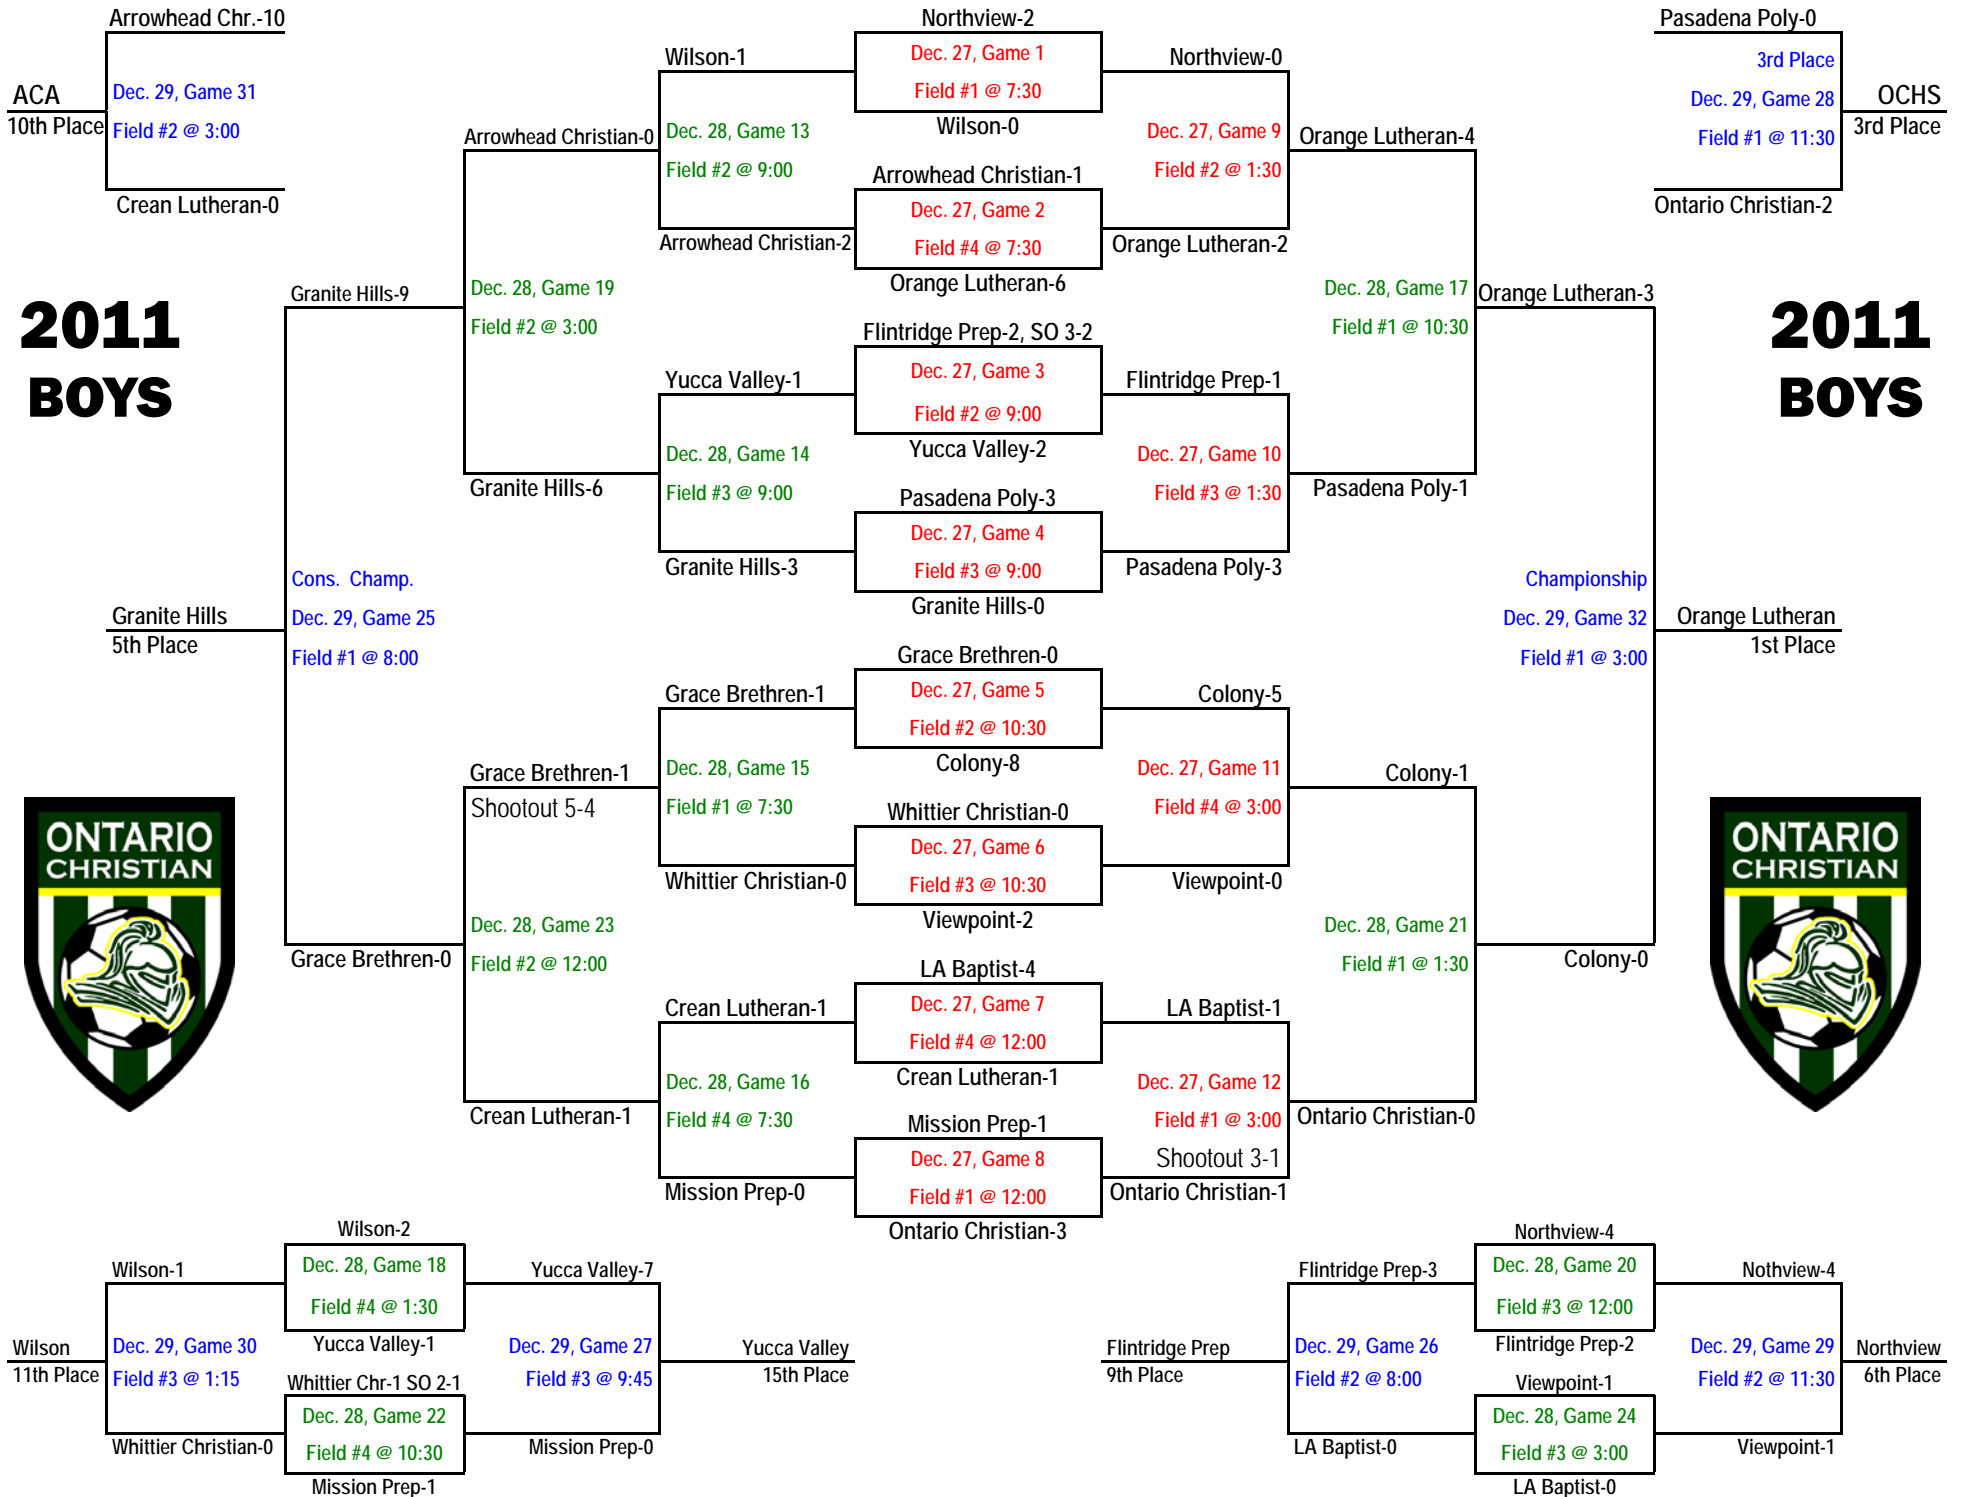 Arrowhead Chr.-10
ACA
10th Place
Dec. 29, Game 31
Field #2 @ 3:00
Crean Lutheran-0
2011
BOYS
Granite Hills-9
Granite Hills
5th Place
Cons. Champ.
Dec. 29, Game 25
Field #1 @ 8:00
Grace Brethren-0
ONTARIO
CHRISTIAN
Arrowhead Christian-0
Dec. 28, Game 19
Field #2 @ 3:00
Granite Hills-6
Grace Brethren-1
Shootout 5-4
Dec. 28, Game 23
Field #2 @ 12:00
Crean Lutheran-1
Wilson-1
Dec. 28, Game 13
Field #2 @ 9:00
Arrowhead Christian-2
Yucca Valley-1
Dec. 28, Game 14
Field #3 @ 9:00
Granite Hills-3
Grace Brethren-1
Dec. 28, Game 15
Field #1 @ 7:30
Whittier Christian-0
Crean Lutheran-1
Dec. 28, Game 16
Field #4 @ 7:30
Mission Prep-0
Northview-2
Dec. 27, Game 1
Field #1 @ 7:30
Wilson-0
Arrowhead Christian-1
Dec. 27, Game 2
Field #4 @ 7:30
Orange Lutheran-6
Flintridge Prep-2, SO 3-2
Dec. 27, Game 3
Field #2 @ 9:00
Yucca Valley-2
Pasadena Poly-3
Dec. 27, Game 4
Field #3 @ 9:00
Granite Hills-0
Grace Brethren-0
Dec. 27, Game 5
Field #2 @ 10:30
Colony-8
Whittier Christian-0
Dec. 27, Game 6
Field #3 @ 10:30
Viewpoint-2
LA Baptist-4
Dec. 27, Game 7
Field #4 @ 12:00
Crean Lutheran-1
Mission Prep-1
Dec. 27, Game 8
Field #1 @ 12:00
Ontario Christian-3
Northview-0
Dec. 27, Game 9
Field #2 @ 1:30
Orange Lutheran-2
Flintridge Prep-1
Dec. 27, Game 10
Field #3 @ 1:30
Pasadena Poly-3
Colony-5
Dec. 27, Game 11
Field #4 @ 3:00
Viewpoint-0
LA Baptist-1
Dec. 27, Game 12
Field #1 @ 3:00
Shootout 3-1
Ontario Christian-1
Orange Lutheran-4
Dec. 28, Game 17
Field #1 @ 10:30
Pasadena Poly-1
Colony-1
Dec. 28, Game 21
Field #1 @ 1:30
Ontario Christian-0
Orange Lutheran-3
Championship
Dec. 29, Game 32
Field #1 @ 3:00
Colony-0
Orange Lutheran
1st Place
Pasadena Poly-0
3rd Place
Dec. 29, Game 28
Field #1 @ 11:30
Ontario Christian-2
OCHS
3rd Place
2011
BOYS
ONTARIO
CHRISTIAN
Wilson-2
Dec. 28, Game 18
Field #4 @ 1:30
Yucca Valley-1
Whittier Chr-1 SO 2-1
Dec. 28, Game 22
Field #4 @ 10:30
Mission Prep-1
Wilson-1
Dec. 29, Game 30
Field #3 @ 1:15
Whittier Christian-0
Wilson
11th Place
Yucca Valley-7
Dec. 29, Game 27
Field #3 @ 9:45
Mission Prep-0
Yucca Valley
15th Place
Northview-4
Dec. 28, Game 20
Field #3 @ 12:00
Flintridge Prep-2
Viewpoint-1
Dec. 28, Game 24
Field #3 @ 3:00
LA Baptist-0
Flintridge Prep-3
Dec. 29, Game 26
Field #2 @ 8:00
LA Baptist-0
Flintridge Prep
9th Place
Nothview-4
Dec. 29, Game 29
Field #2 @ 11:30
Viewpoint-1
Northview
6th Place